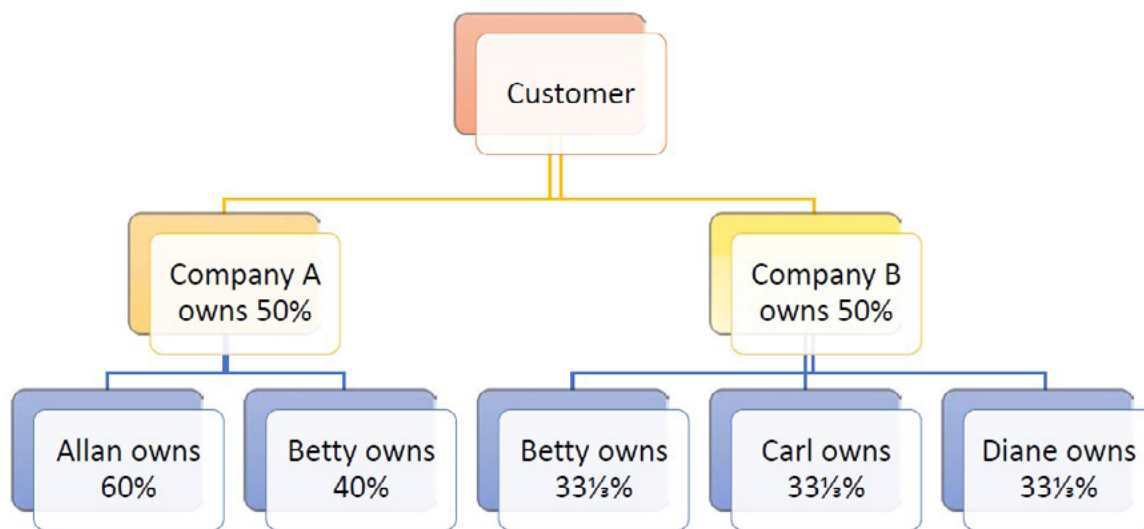 Customer
Company A
owns 50%
Company B
owns 50%
Allan owns
60%
Betty owns
40%
Betty owns
33⅓%
Carl owns
33⅓%
Diane owns
33⅓%